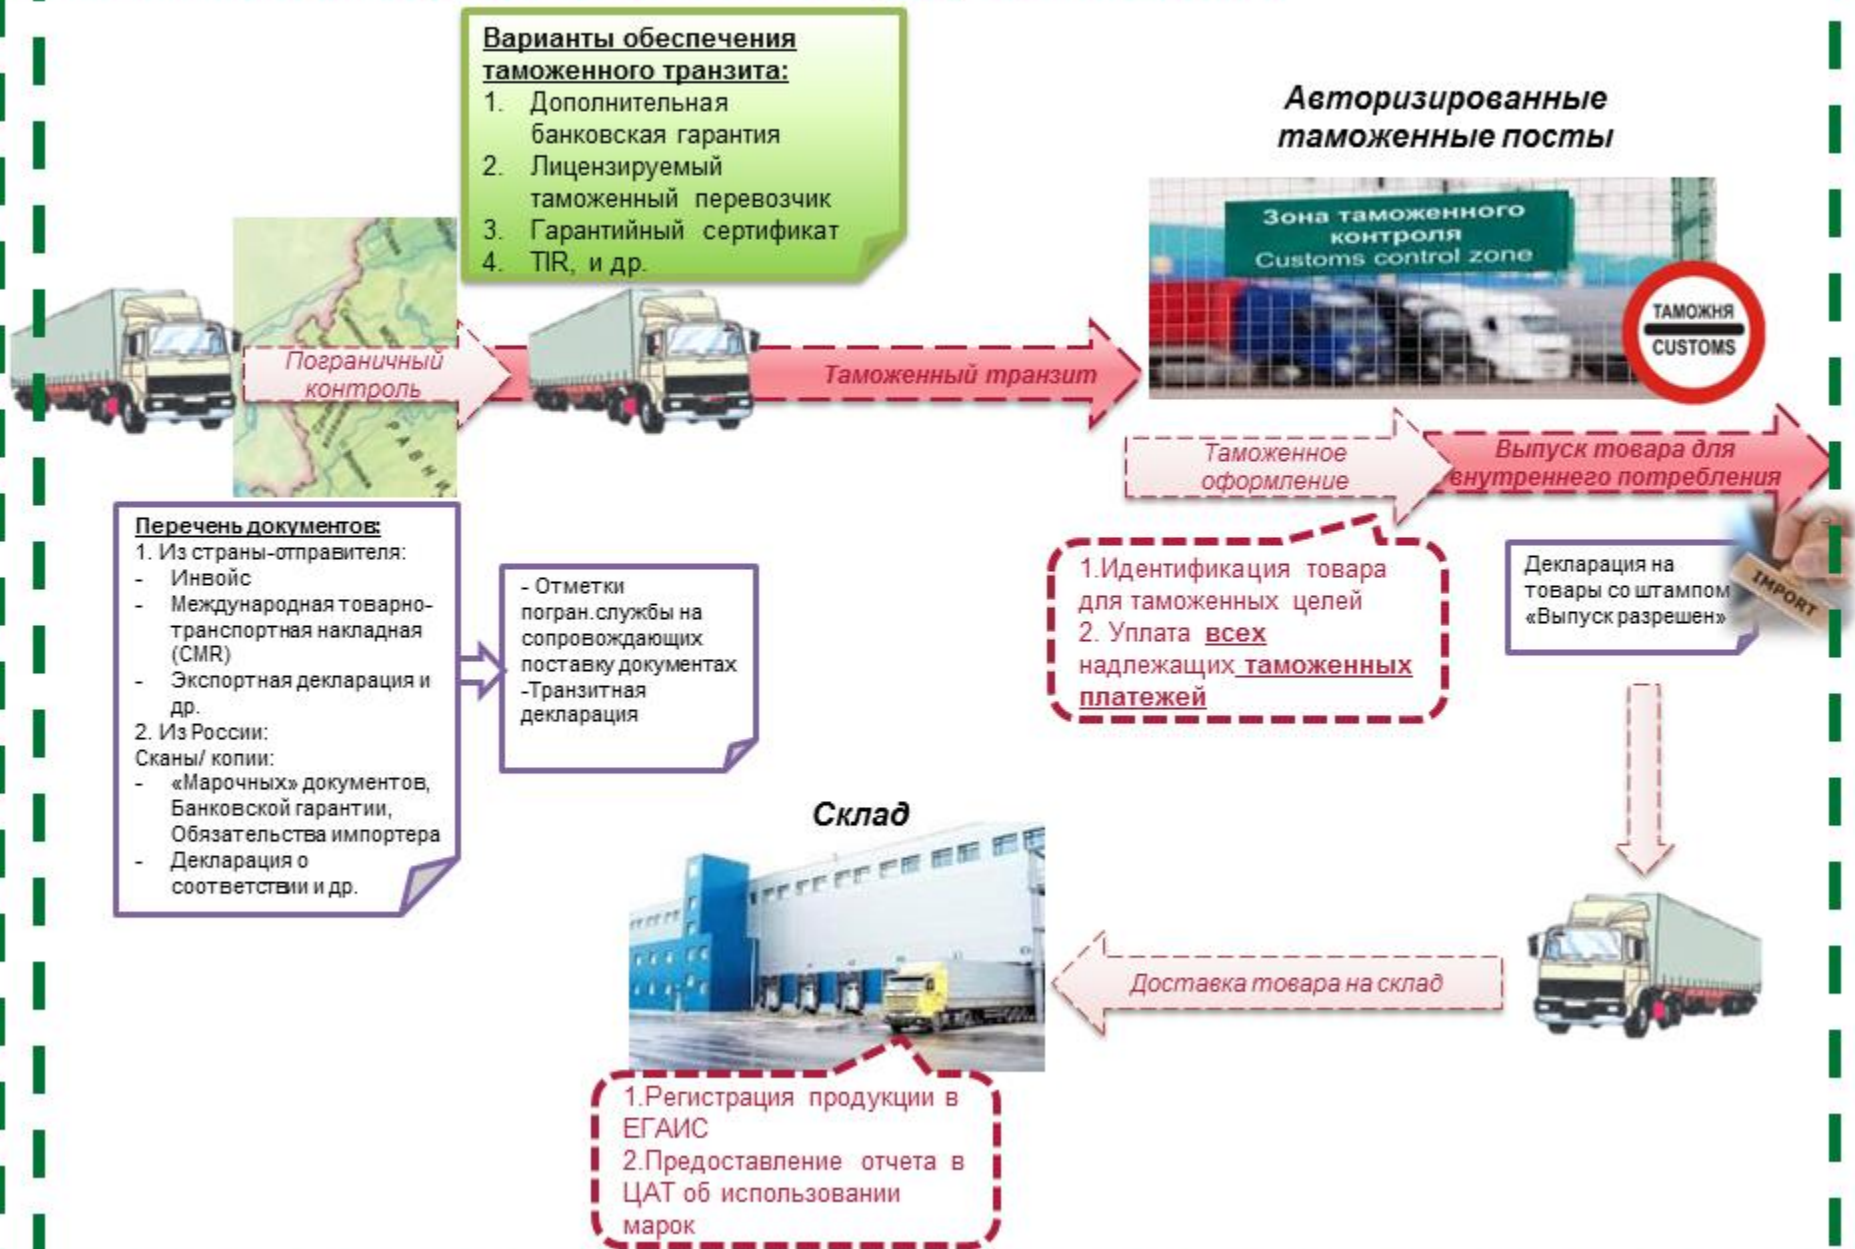 Варианты обеспечения
таможенного транзита:
1. Дополнительная
банковская гарантия
2. Лицензируемый
таможенный перевозчик
3. Гарантийный сертификат
4. TIR, и др.
Авторизированные
таможенные посты
Зона таможенного
контроля
Customs control zone
ТАМОЖНЯ
CUSTOMS
Пограничный
контроль
Таможенный транзит
Таможенное
оформление
Выпуск товара для
внутреннего потребления
Перечень документов:
1. Из страны-отправителя:
- Инвойс
- Международная товарно-
транспортная накладная
(CMR)
- Экспортная декларация и
др.
2. Из России:
Сканы/ копии:
- «Марочных» документов,
Банковской гарантии,
Обязательства импортера
- Декларация о
соответствии и др.
- Отметки
погран.службы на
сопровождающих
поставку документах
-Транзитная
декларация
1.Идентификация товара
для таможенных целей
2. Уплата всех
надлежащих таможенных
платежей
Декларация на
товары со штампом
«Выпуск разрешен»
IMPORT
Склад
Доставка товара на склад
1.Регистрация продукции в
ЕГАИС
2.Предоставление отчета в
ЦАТ об использовании
марок